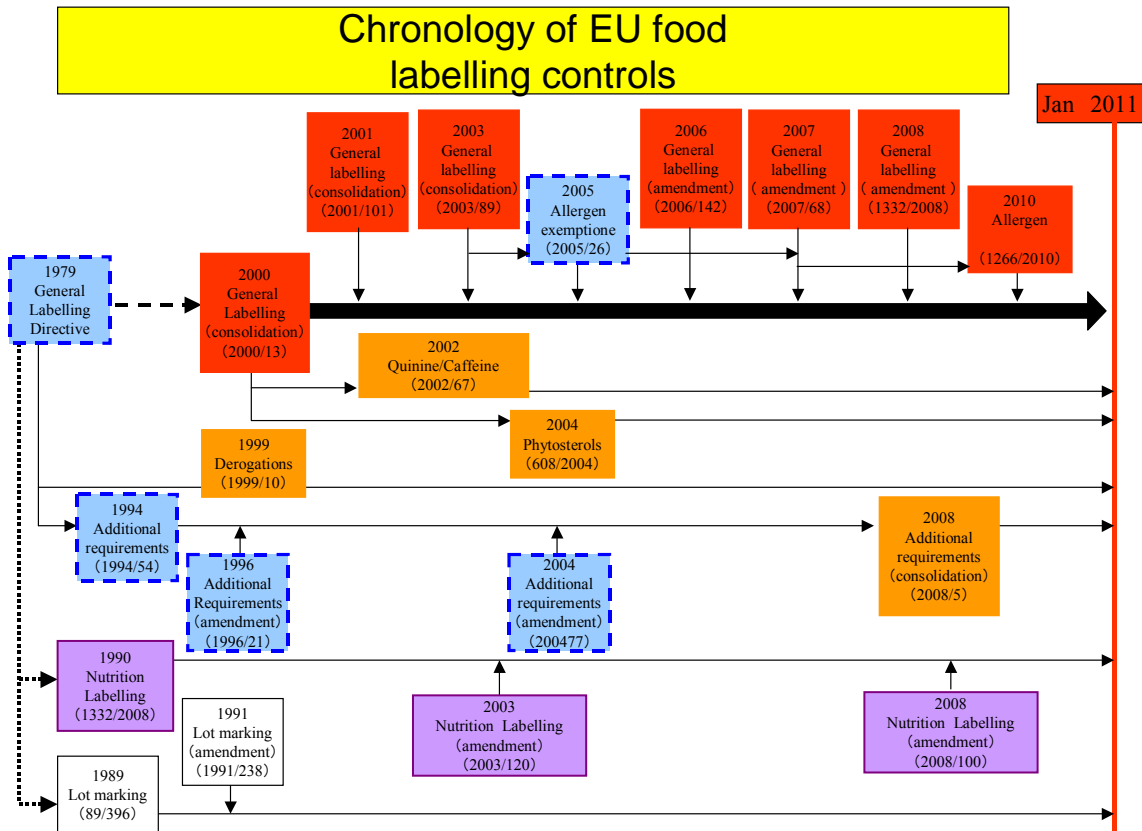 Chronology of EU food
labelling controls
Jan 2011
2001
General
labelling
(consolidation)
(2001/101)
2003
General
labelling
(consolidation)
(2003/89)
2005
Allergen
exemptione
(2005/26)
2006
General
labelling
(amendment)
(2006/142)
2007
General
labelling
(amendment )
(2007/68)
2008
General
labelling
(amendment )
(1332/2008)
2010
Allergen
(1266/2010)
1979
General
Labelling
Directive
2000
General
Labelling
(consolidation)
(2000/13)
2002
Quinine/Caffeine
(2002/67)
2004
Phytosterols
(608/2004)
1999
Derogations
(1999/10)
1994
Additional
requirements
(1994/54)
1996
Additional
Requirements
(amendment)
(1996/21)
2004
Additional
requirements
(amendment)
(200477)
2008
Additional
requirements
(consolidation)
(2008/5)
1990
Nutrition
Labelling
(1332/2008)
2003
Nutrition Labelling
(amendment)
(2003/120)
2008
Nutrition Labelling
(amendment)
(2008/100)
1991
Lot marking
(amendment)
(1991/238)
1989
Lot marking
(89/396)